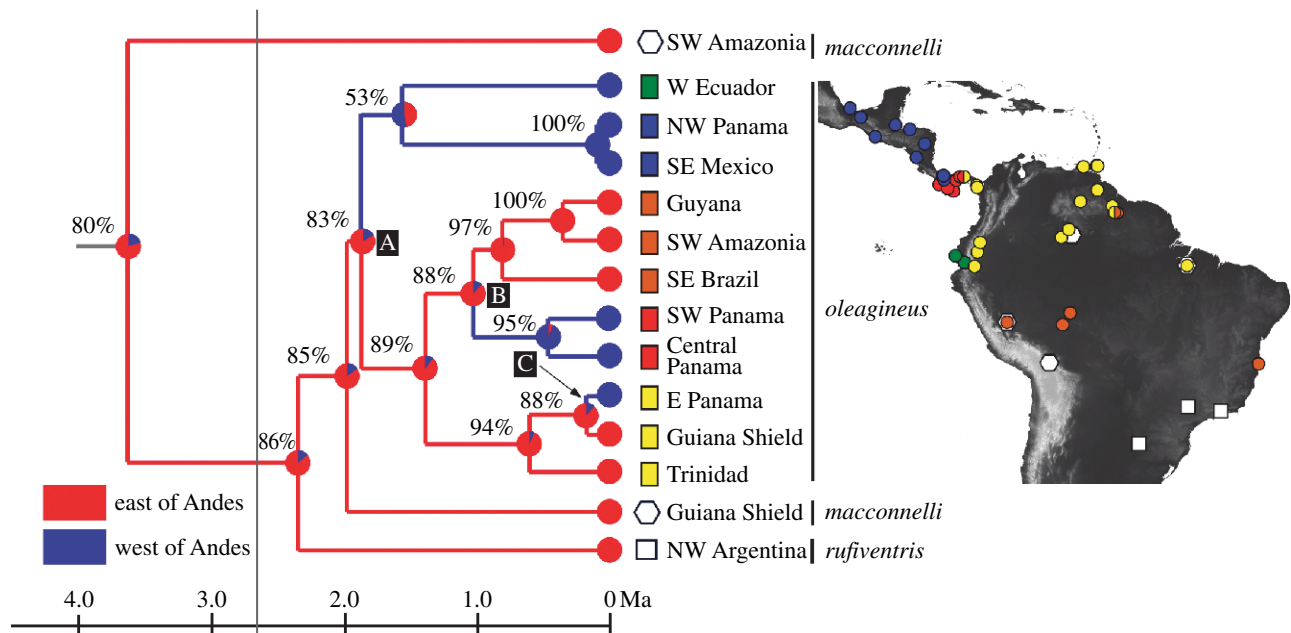 SW Amazonia
macconnelli
W Ecuador
53%
NW Panama
100%
SE Mexico
Guyana
100%
80%
83%
A
97%
SW Amazonia
88%
SE Brazil
B
oleagineus
SW Panama
95%
85%
89%
Central
Panama
C
E Panama
88%
Guiana Shield
94%
86%
Trinidad
east of Andes
Guiana Shield
macconnelli
west of Andes
NW Argentina
rufiventris
4.0 3.0 2.0 1.0 0 Ma